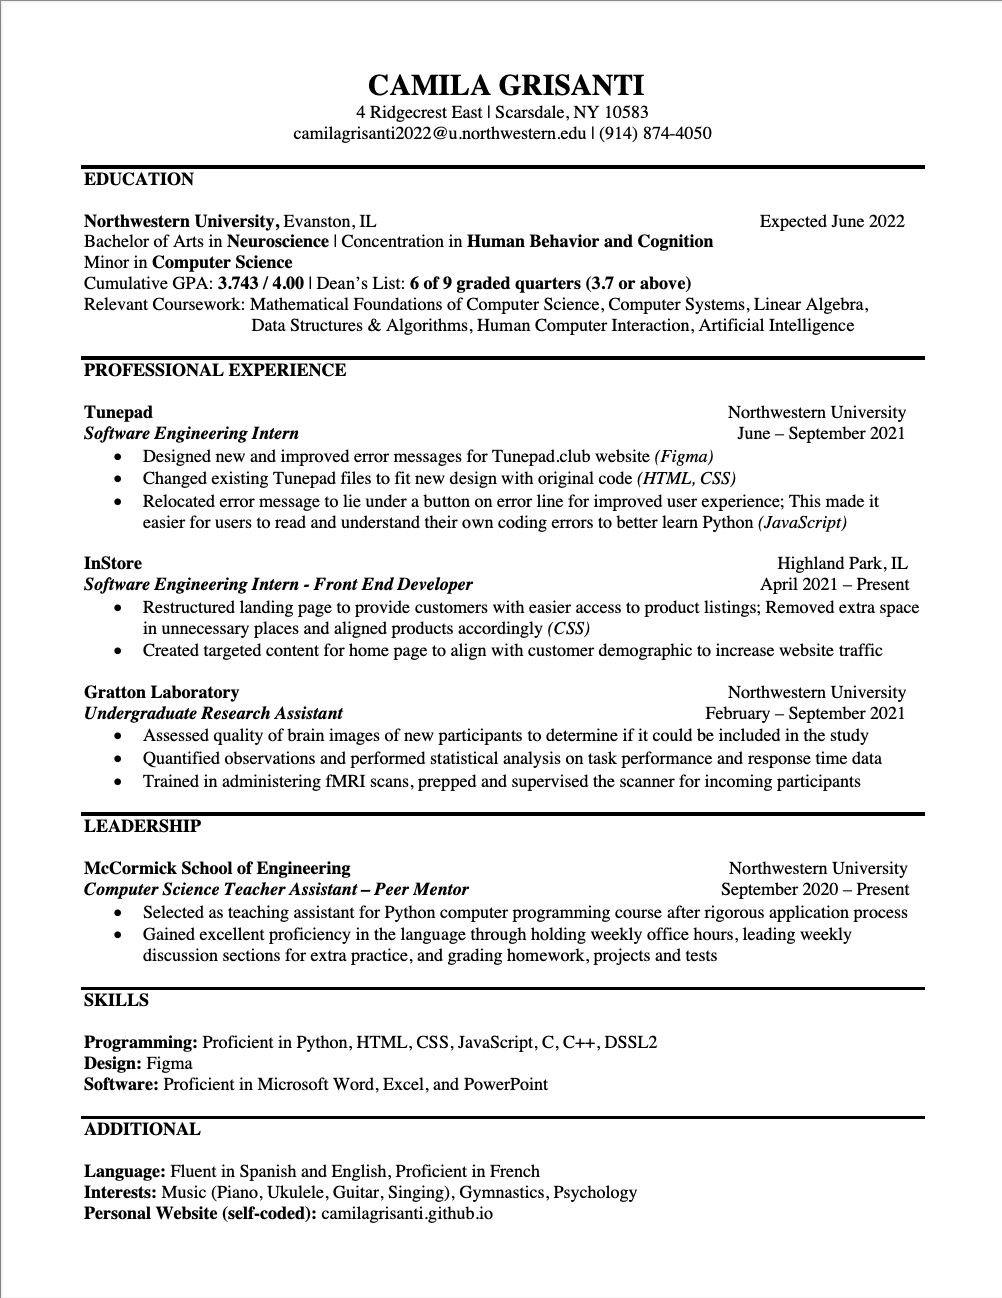 CAMILA GRISANTI
4 Ridgecrest East | Scarsdale, NY 10583
camilagrisanti2022@u.northwestern.edu | (914) 874-4050
EDUCATION
Northwestern University, Evanston, IL Expected June 2022
Bachelor of Arts in Neuroscience | Concentration in Human Behavior and Cognition
Minor in Computer Science
Cumulative GPA: 3.743 / 4.00 | Dean’s List: 6 of 9 graded quarters (3.7 or above)
Relevant Coursework: Mathematical Foundations of Computer Science, Computer Systems, Linear Algebra,
Data Structures & Algorithms, Human Computer Interaction, Artificial Intelligence
PROFESSIONAL EXPERIENCE
Tunepad Northwestern University
Software Engineering Intern June – September 2021
• Designed new and improved error messages for Tunepad.club website (Figma)
• Changed existing Tunepad files to fit new design with original code (HTML, CSS)
• Relocated error message to lie under a button on error line for improved user experience; This made it
easier for users to read and understand their own coding errors to better learn Python (JavaScript)
InStore Highland Park, IL
Software Engineering Intern - Front End Developer April 2021 – Present
• Restructured landing page to provide customers with easier access to product listings; Removed extra space
in unnecessary places and aligned products accordingly (CSS)
• Created targeted content for home page to align with customer demographic to increase website traffic
Gratton Laboratory Northwestern University
Undergraduate Research Assistant February – September 2021
• Assessed quality of brain images of new participants to determine if it could be included in the study
• Quantified observations and performed statistical analysis on task performance and response time data
• Trained in administering fMRI scans, prepped and supervised the scanner for incoming participants
LEADERSHIP
McCormick School of Engineering Northwestern University
Computer Science Teacher Assistant – Peer Mentor September 2020 – Present
• Selected as teaching assistant for Python computer programming course after rigorous application process
• Gained excellent proficiency in the language through holding weekly office hours, leading weekly
discussion sections for extra practice, and grading homework, projects and tests
SKILLS
Programming: Proficient in Python, HTML, CSS, JavaScript, C, C++, DSSL2
Design: Figma
Software: Proficient in Microsoft Word, Excel, and PowerPoint
ADDITIONAL
Language: Fluent in Spanish and English, Proficient in French
Interests: Music (Piano, Ukulele, Guitar, Singing), Gymnastics, Psychology
Personal Website (self-coded): camilagrisanti.github.io